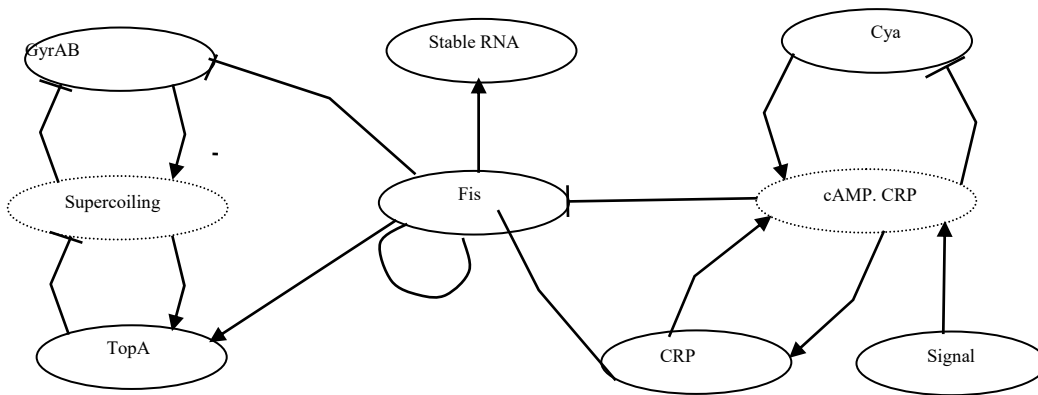 GyrAB
Stable RNA
Cya
Supercoiling
Fis
cAMP. CRP
TopA
CRP
Signal